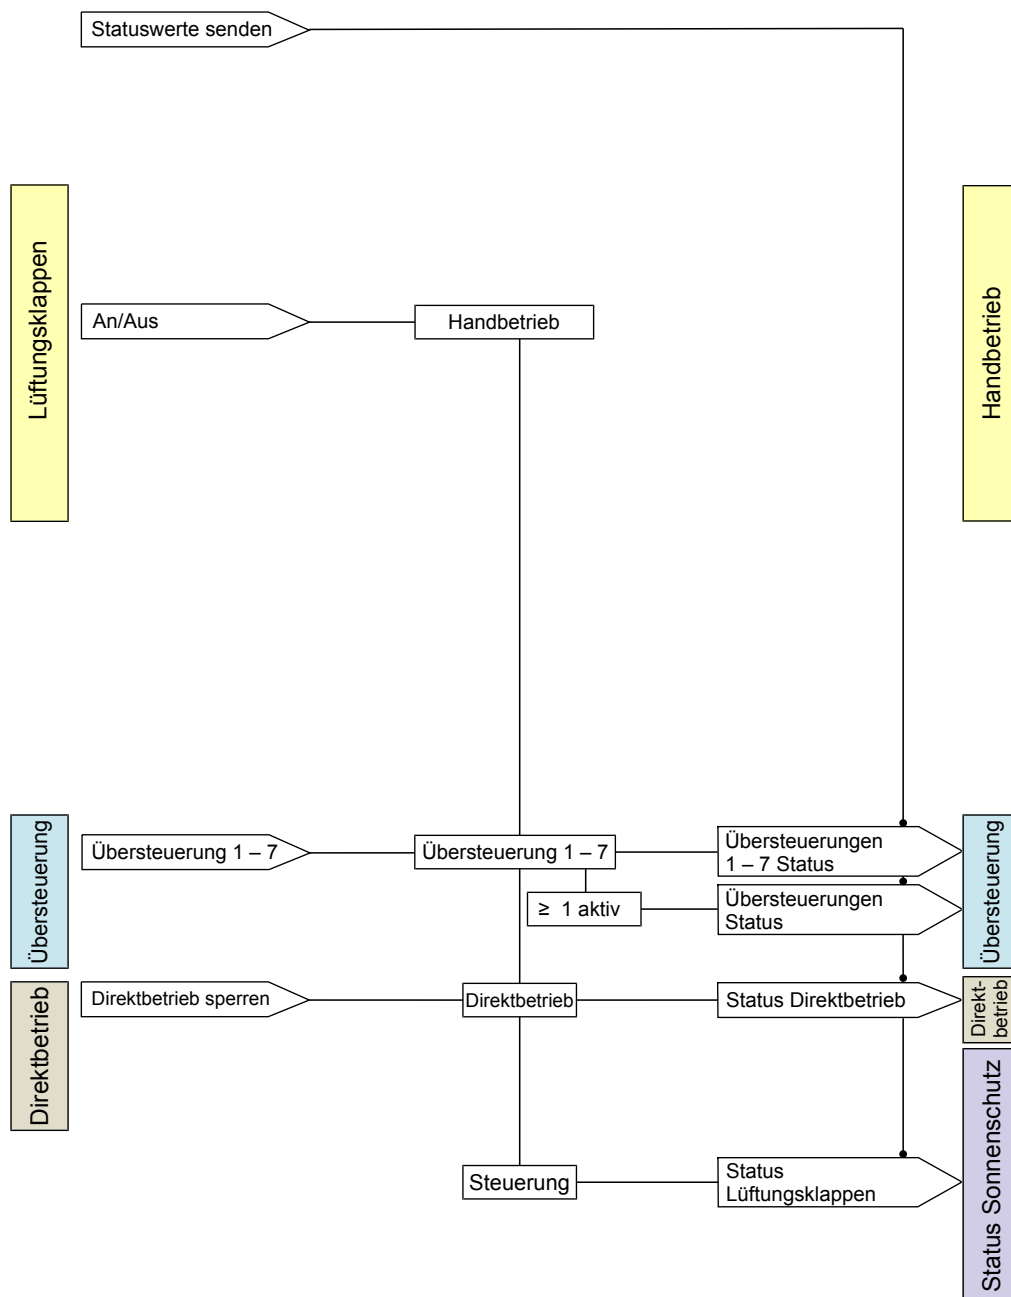 Statuswerte senden
Lüftungsklappen
An/Aus
Handbetrieb
Handbetrieb
Übersteuerung
Übersteuerung 1 – 7
Übersteuerung 1 – 7
Übersteuerungen
1 – 7 Status
≥ 1 aktiv
Übersteuerungen
Status
Übersteuerung
Direktbetrieb
Direktbetrieb sperren
Direktbetrieb
Status Direktbetrieb
Direkt-
betrieb
Steuerung
Status
Lüftungsklappen
Status Sonnenschutz